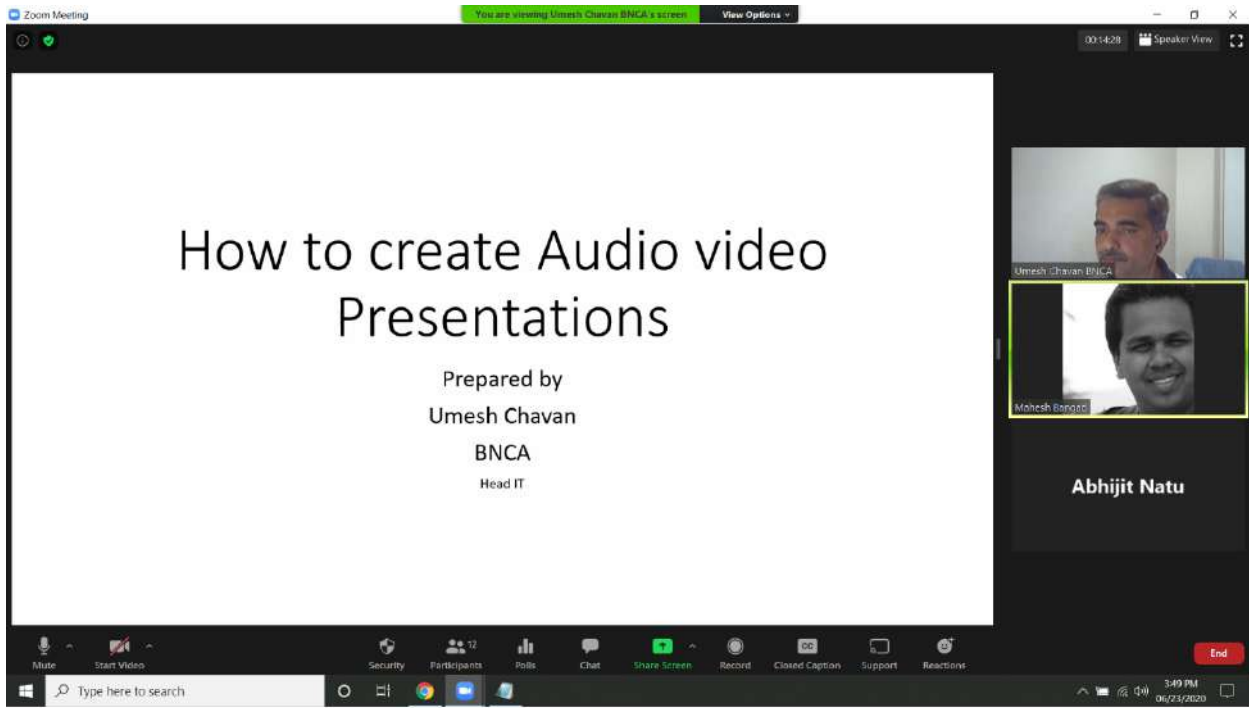 Zoom Meeting
You are viewing Umesh Chavan BNCA's screen
View Options
00:14:28
Speaker View
How to create Audio video
Presentations
Prepared by
Umesh Chavan
BNCA
Head IT
Umesh Chavan BNCA
Mahesh Bangad
Abhijit Natu
Mute
Start Video
Security
Participants
12
Polls
Chat
Share Screen
Record
CC
Closed Caption
Support
Reactions
End
Type here to search
3:49 PM
06/23/2020